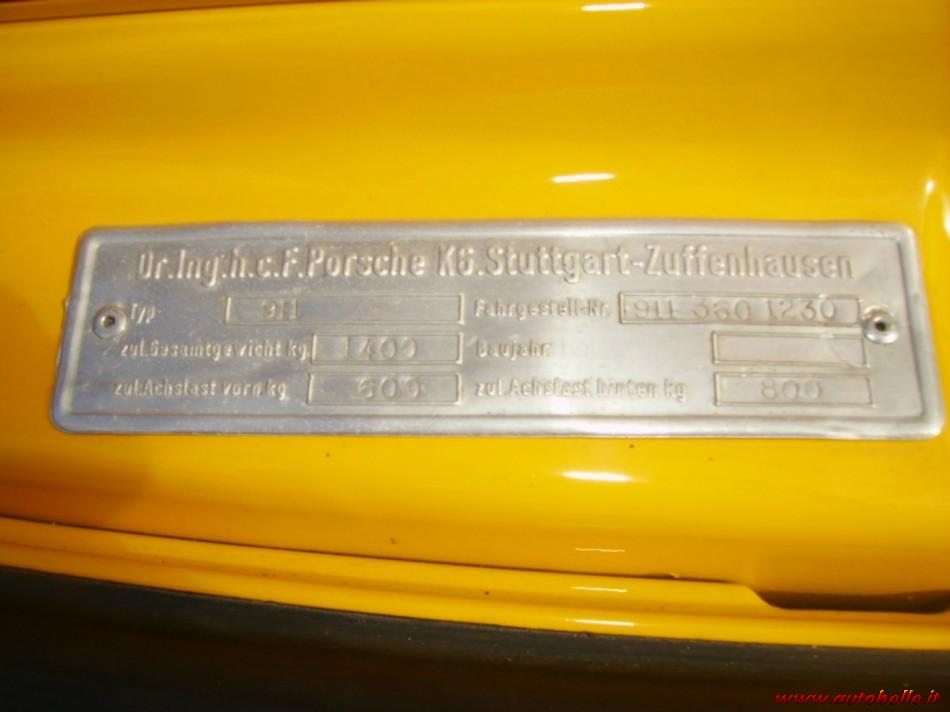 Dr.Ing.h.c.F.Porsche KG.Stuttgart-Zuffenhausen
Typ 911 Fahrgestell-Nr. 911 360 1230
zul.Gesamtgewicht kg 1400 Baujahr
zul.Achslast vorn kg 600 zul.Achslast hinten kg 800
www.autobelle.it